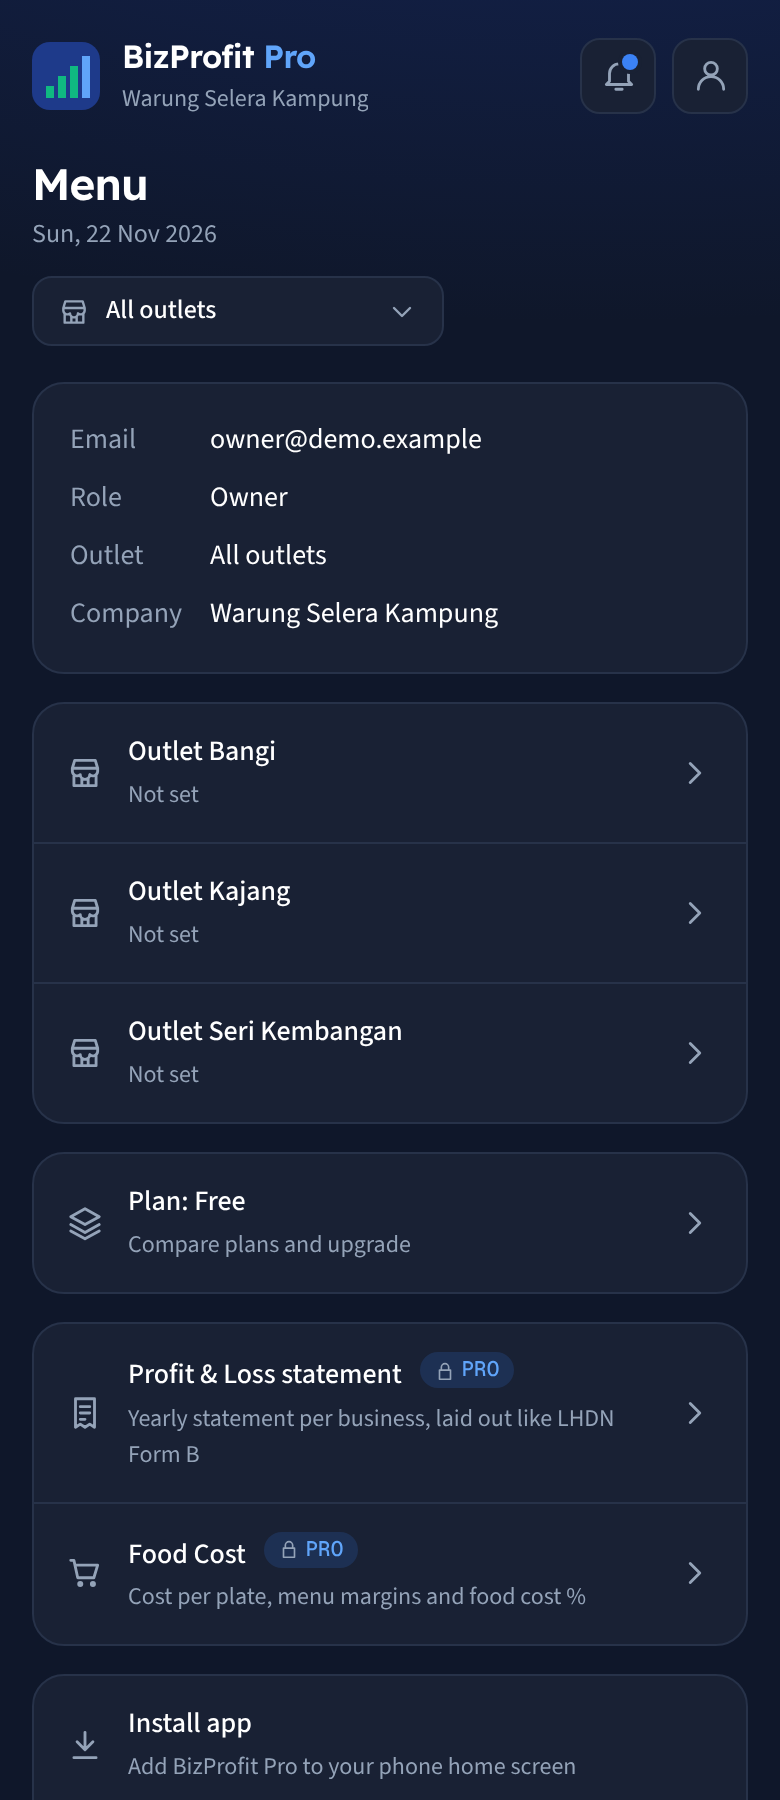 BizProfit Pro
Warung Selera Kampung
Menu
Sun, 22 Nov 2026
All outlets
Email owner@demo.example
Role Owner
Outlet All outlets
Company Warung Selera Kampung
Outlet Bangi
Not set
Outlet Kajang
Not set
Outlet Seri Kembangan
Not set
Plan: Free
Compare plans and upgrade
Profit & Loss statement PRO
Yearly statement per business, laid out like LHDN
Form B
Food Cost PRO
Cost per plate, menu margins and food cost %
Install app
Add BizProfit Pro to your phone home screen